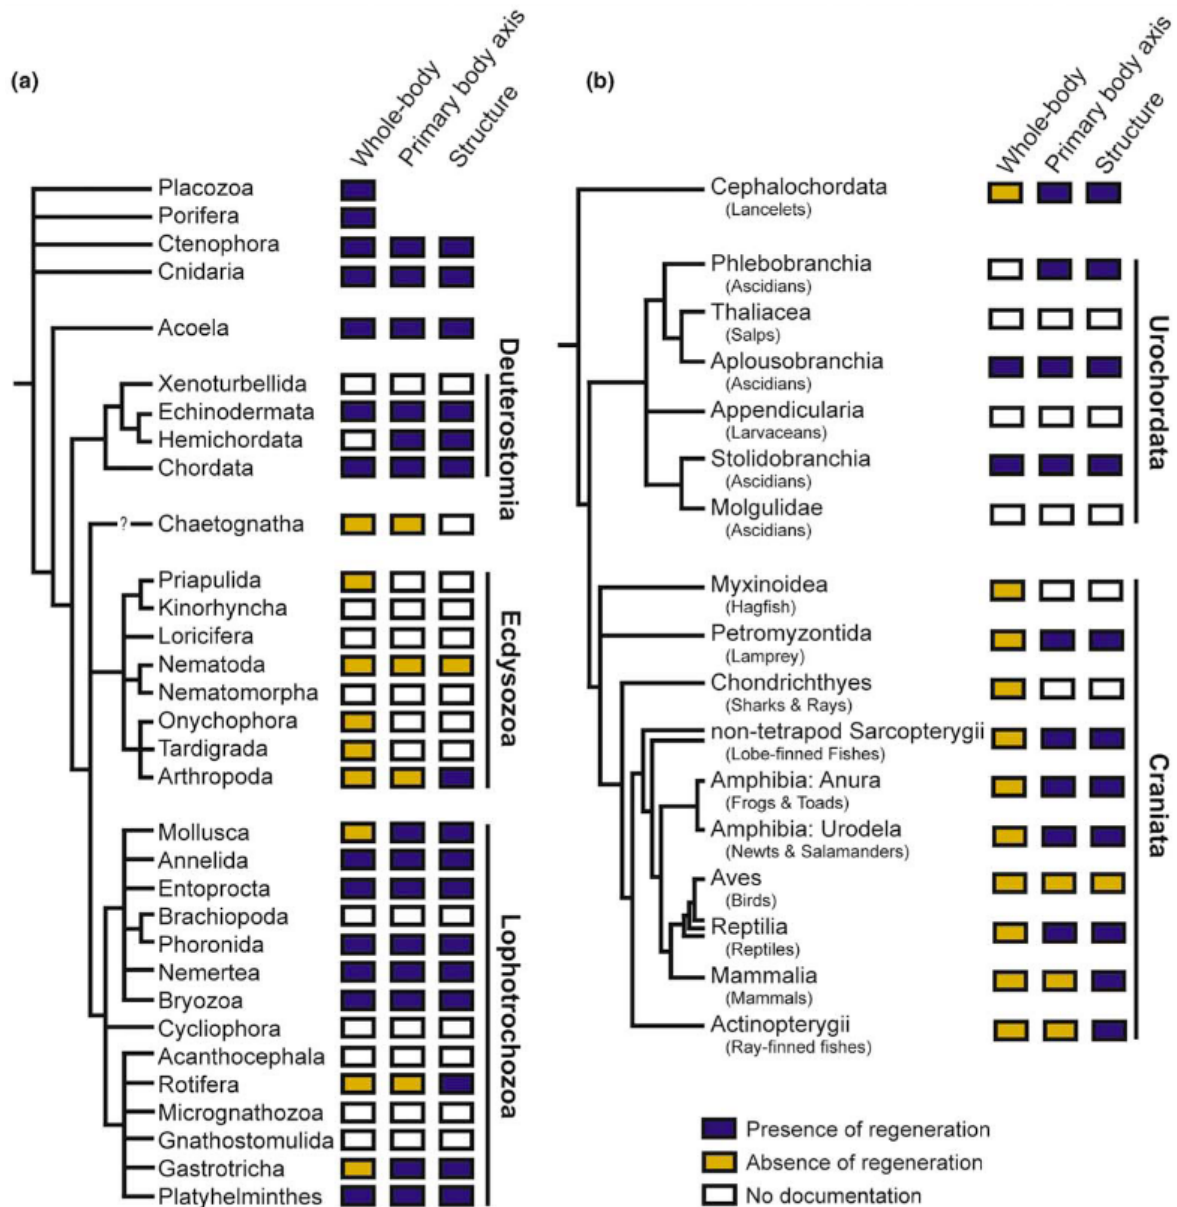 (a)
Whole-body
Primary body axis
Structure
Placozoa
Porifera
Ctenophora
Cnidaria
Acoela
Xenoturbellida
Echinodermata
Hemichordata
Chordata
Deuterostomia
? Chaetognatha
Priapulida
Kinorhyncha
Loricifera
Nematoda
Nematomorpha
Onychophora
Tardigrada
Arthropoda
Ecdysozoa
Mollusca
Annelida
Entoprocta
Brachiopoda
Phoronida
Nemertea
Bryozoa
Cycliophora
Acanthocephala
Rotifera
Micrognathozoa
Gnathostomulida
Gastrotricha
Platyhelminthes
Lophotrochozoa
(b)
Whole-body
Primary body axis
Structure
Cephalochordata
(Lancelets)
Phlebobranchia
(Ascidians)
Thaliacea
(Salps)
Aplousobranchia
(Ascidians)
Appendicularia
(Larvaceans)
Stolidobranchia
(Ascidians)
Molgulidae
(Ascidians)
Urochordata
Myxinoidea
(Hagfish)
Petromyzontida
(Lamprey)
Chondrichthyes
(Sharks & Rays)
non-tetrapod Sarcopterygii
(Lobe-finned Fishes)
Amphibia: Anura
(Frogs & Toads)
Amphibia: Urodela
(Newts & Salamanders)
Aves
(Birds)
Reptilia
(Reptiles)
Mammalia
(Mammals)
Actinopterygii
(Ray-finned fishes)
Craniata
Presence of regeneration
Absence of regeneration
No documentation